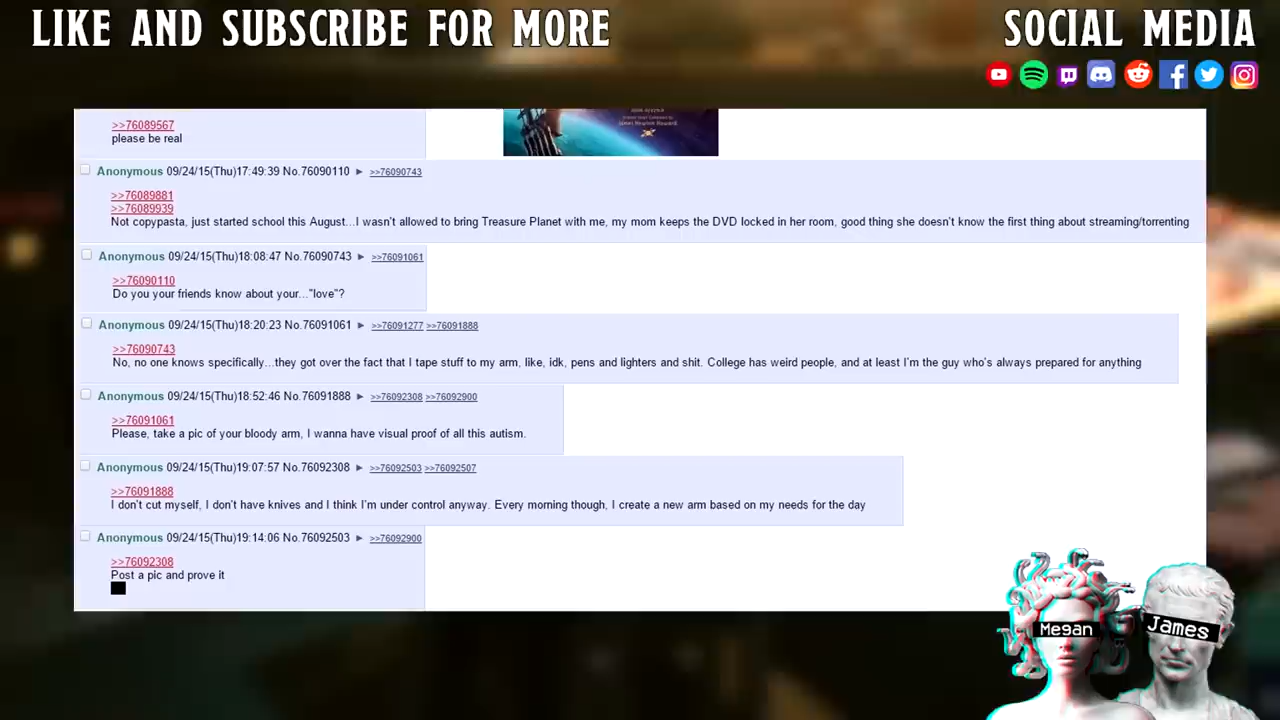 LIKE AND SUBSCRIBE FOR MORE
SOCIAL MEDIA
>>76089567
please be real
James Newton Howard
Anonymous 09/24/15(Thu)17:49:39 No.76090110 ► >>76090743
>>76089881
>>76089939
Not copypasta, just started school this August...I wasn't allowed to bring Treasure Planet with me, my mom keeps the DVD locked in her room, good thing she doesn't know the first thing about streaming/torrenting
Anonymous 09/24/15(Thu)18:08:47 No.76090743 ► >>76091061
>>76090110
Do you your friends know about your..."love"?
Anonymous 09/24/15(Thu)18:20:23 No.76091061 ► >>76091277 >>76091888
>>76090743
No, no one knows specifically...they got over the fact that I tape stuff to my arm, like, idk, pens and lighters and shit. College has weird people, and at least I'm the guy who's always prepared for anything
Anonymous 09/24/15(Thu)18:52:46 No.76091888 ► >>76092308 >>76092900
>>76091061
Please, take a pic of your bloody arm, I wanna have visual proof of all this autism.
Anonymous 09/24/15(Thu)19:07:57 No.76092308 ► >>76092503 >>76092507
>>76091888
I don't cut myself, I don't have knives and I think I'm under control anyway. Every morning though, I create a new arm based on my needs for the day
Anonymous 09/24/15(Thu)19:14:06 No.76092503 ► >>76092900
>>76092308
Post a pic and prove it
Megan
James